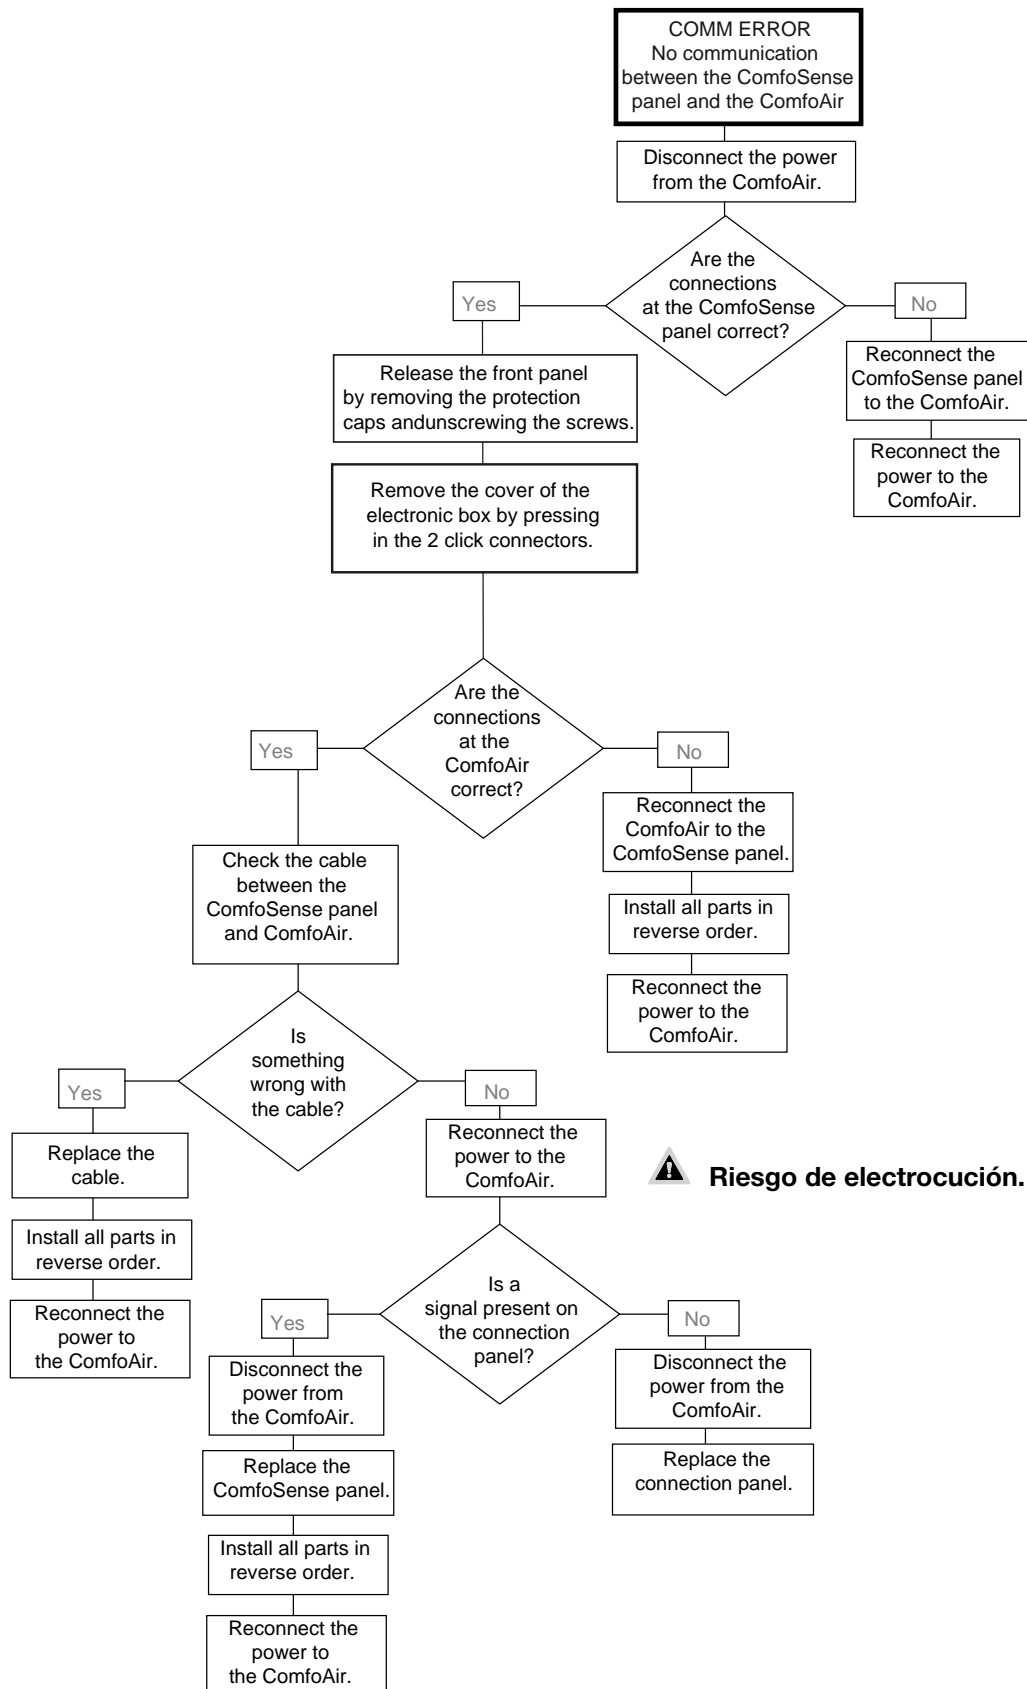 COMM ERROR
No communication
between the ComfoSense
panel and the ComfoAir
Disconnect the power
from the ComfoAir.
Are the
connections
at the ComfoSense
panel correct?
Yes
No
Release the front panel
by removing the protection
caps andunscrewing the screws.
Reconnect the
ComfoSense panel
to the ComfoAir.
Reconnect the
power to the
ComfoAir.
Remove the cover of the
electronic box by pressing
in the 2 click connectors.
Are the
connections
at the
ComfoAir
correct?
Yes
No
Reconnect the
ComfoAir to the
ComfoSense panel.
Install all parts in
reverse order.
Reconnect the
power to the
ComfoAir.
Check the cable
between the
ComfoSense panel
and ComfoAir.
Is
something
wrong with
the cable?
Yes
No
Replace the
cable.
Install all parts in
reverse order.
Reconnect the
power to
the ComfoAir.
Reconnect the
power to the
ComfoAir.
Riesgo de electrocución.
Is a
signal present on
the connection
panel?
Yes
No
Disconnect the
power from
the ComfoAir.
Replace the
ComfoSense panel.
Install all parts in
reverse order.
Reconnect the
power to
the ComfoAir.
Disconnect the
power from the
ComfoAir.
Replace the
connection panel.